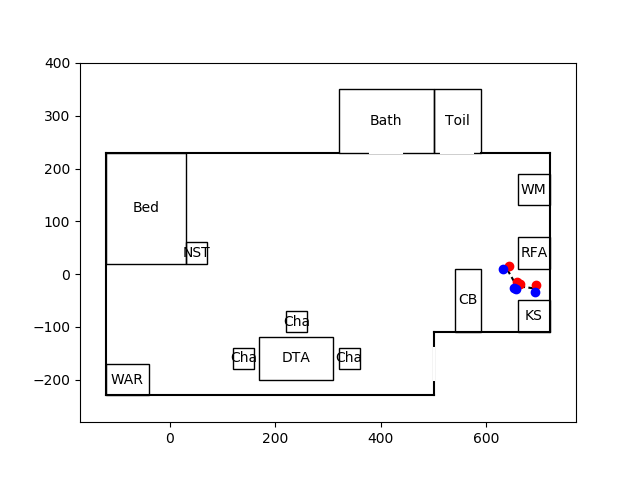 400
300
200
100
0
−100
−200
0
200
400
600
Bath
Toil
Bed
WM
NST
RFA
CB
KS
Cha
Cha
DTA
Cha
WAR